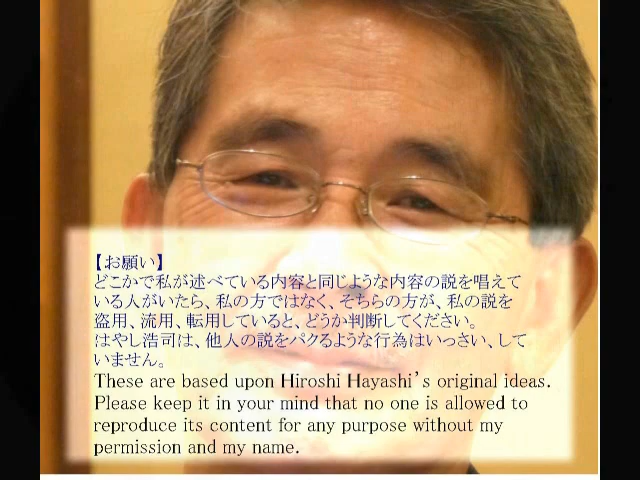 【お願い】
どこかで私が述べている内容と同じような内容の説を唱えて
いる人がいたら、私の方ではなく、そちらの方が、私の説を
盗用、流用、転用していると、どうか判断してください。
はやし浩司は、他人の説をパクるような行為はいっさい、して
いません。
These are based upon Hiroshi Hayashi’s original ideas.
Please keep it in your mind that no one is allowed to
reproduce its content for any purpose without my
permission and my name.